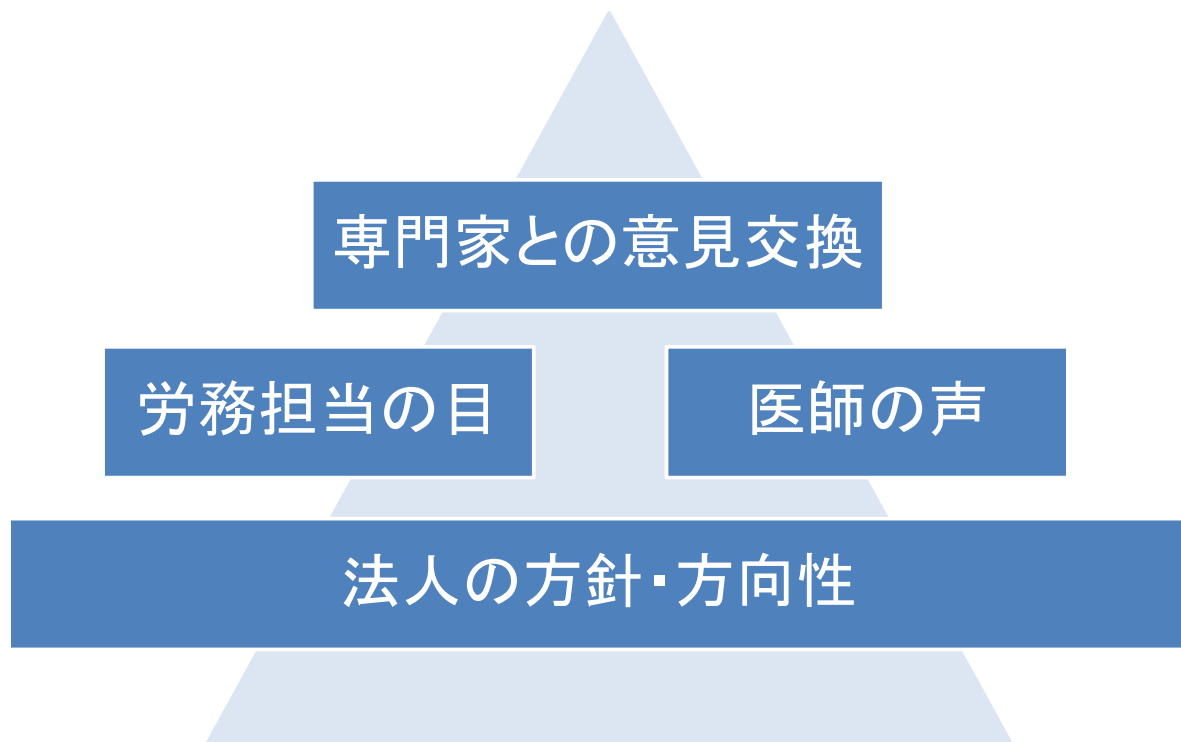 専門家との意見交換
労務担当の目
医師の声
法人の方針・方向性